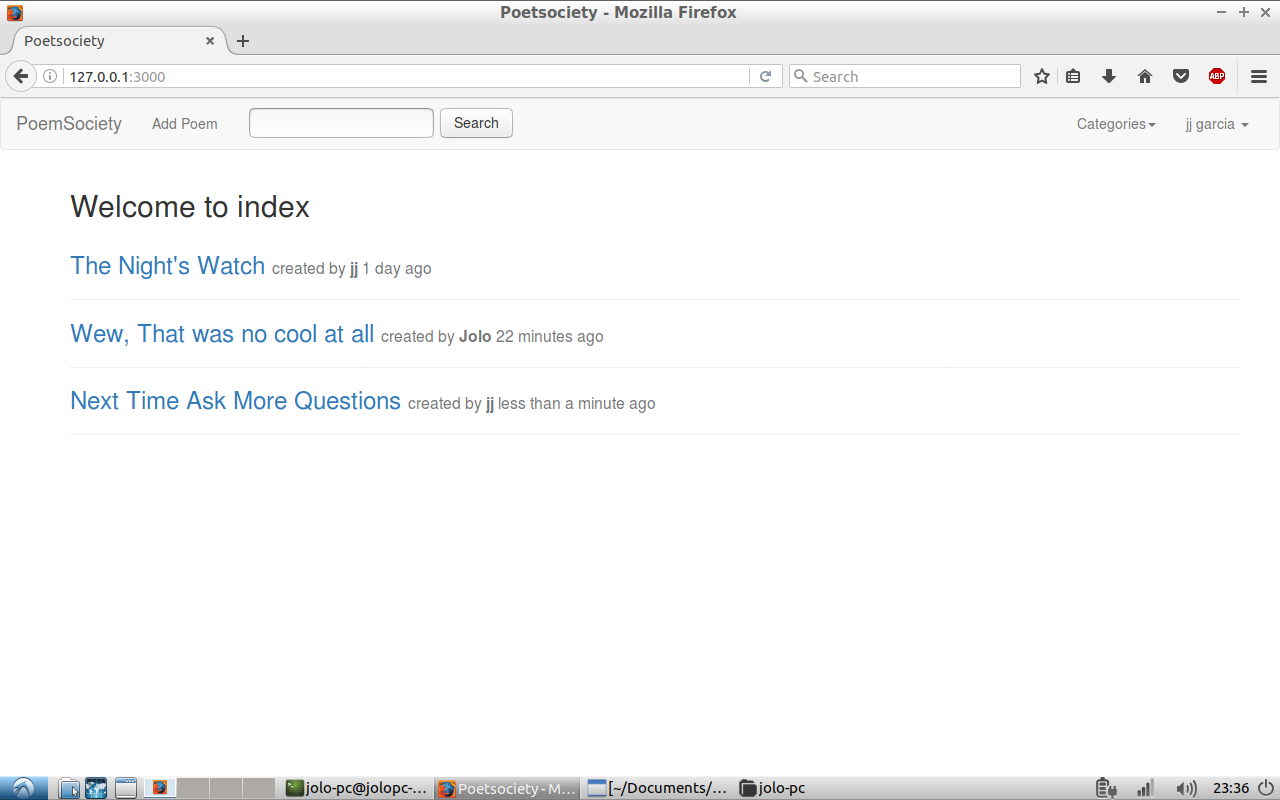 Poetsociety - Mozilla Firefox
Poetsociety
127.0.0.1:3000
Search
ABP
PoemSociety Add Poem Search Categories jj garcia
Welcome to index
The Night's Watch created by jj 1 day ago
Wew, That was no cool at all created by Jolo 22 minutes ago
Next Time Ask More Questions created by jj less than a minute ago
jolo-pc@jolopc-... Poetsociety - M... [~/Documents/... jolo-pc 23:36